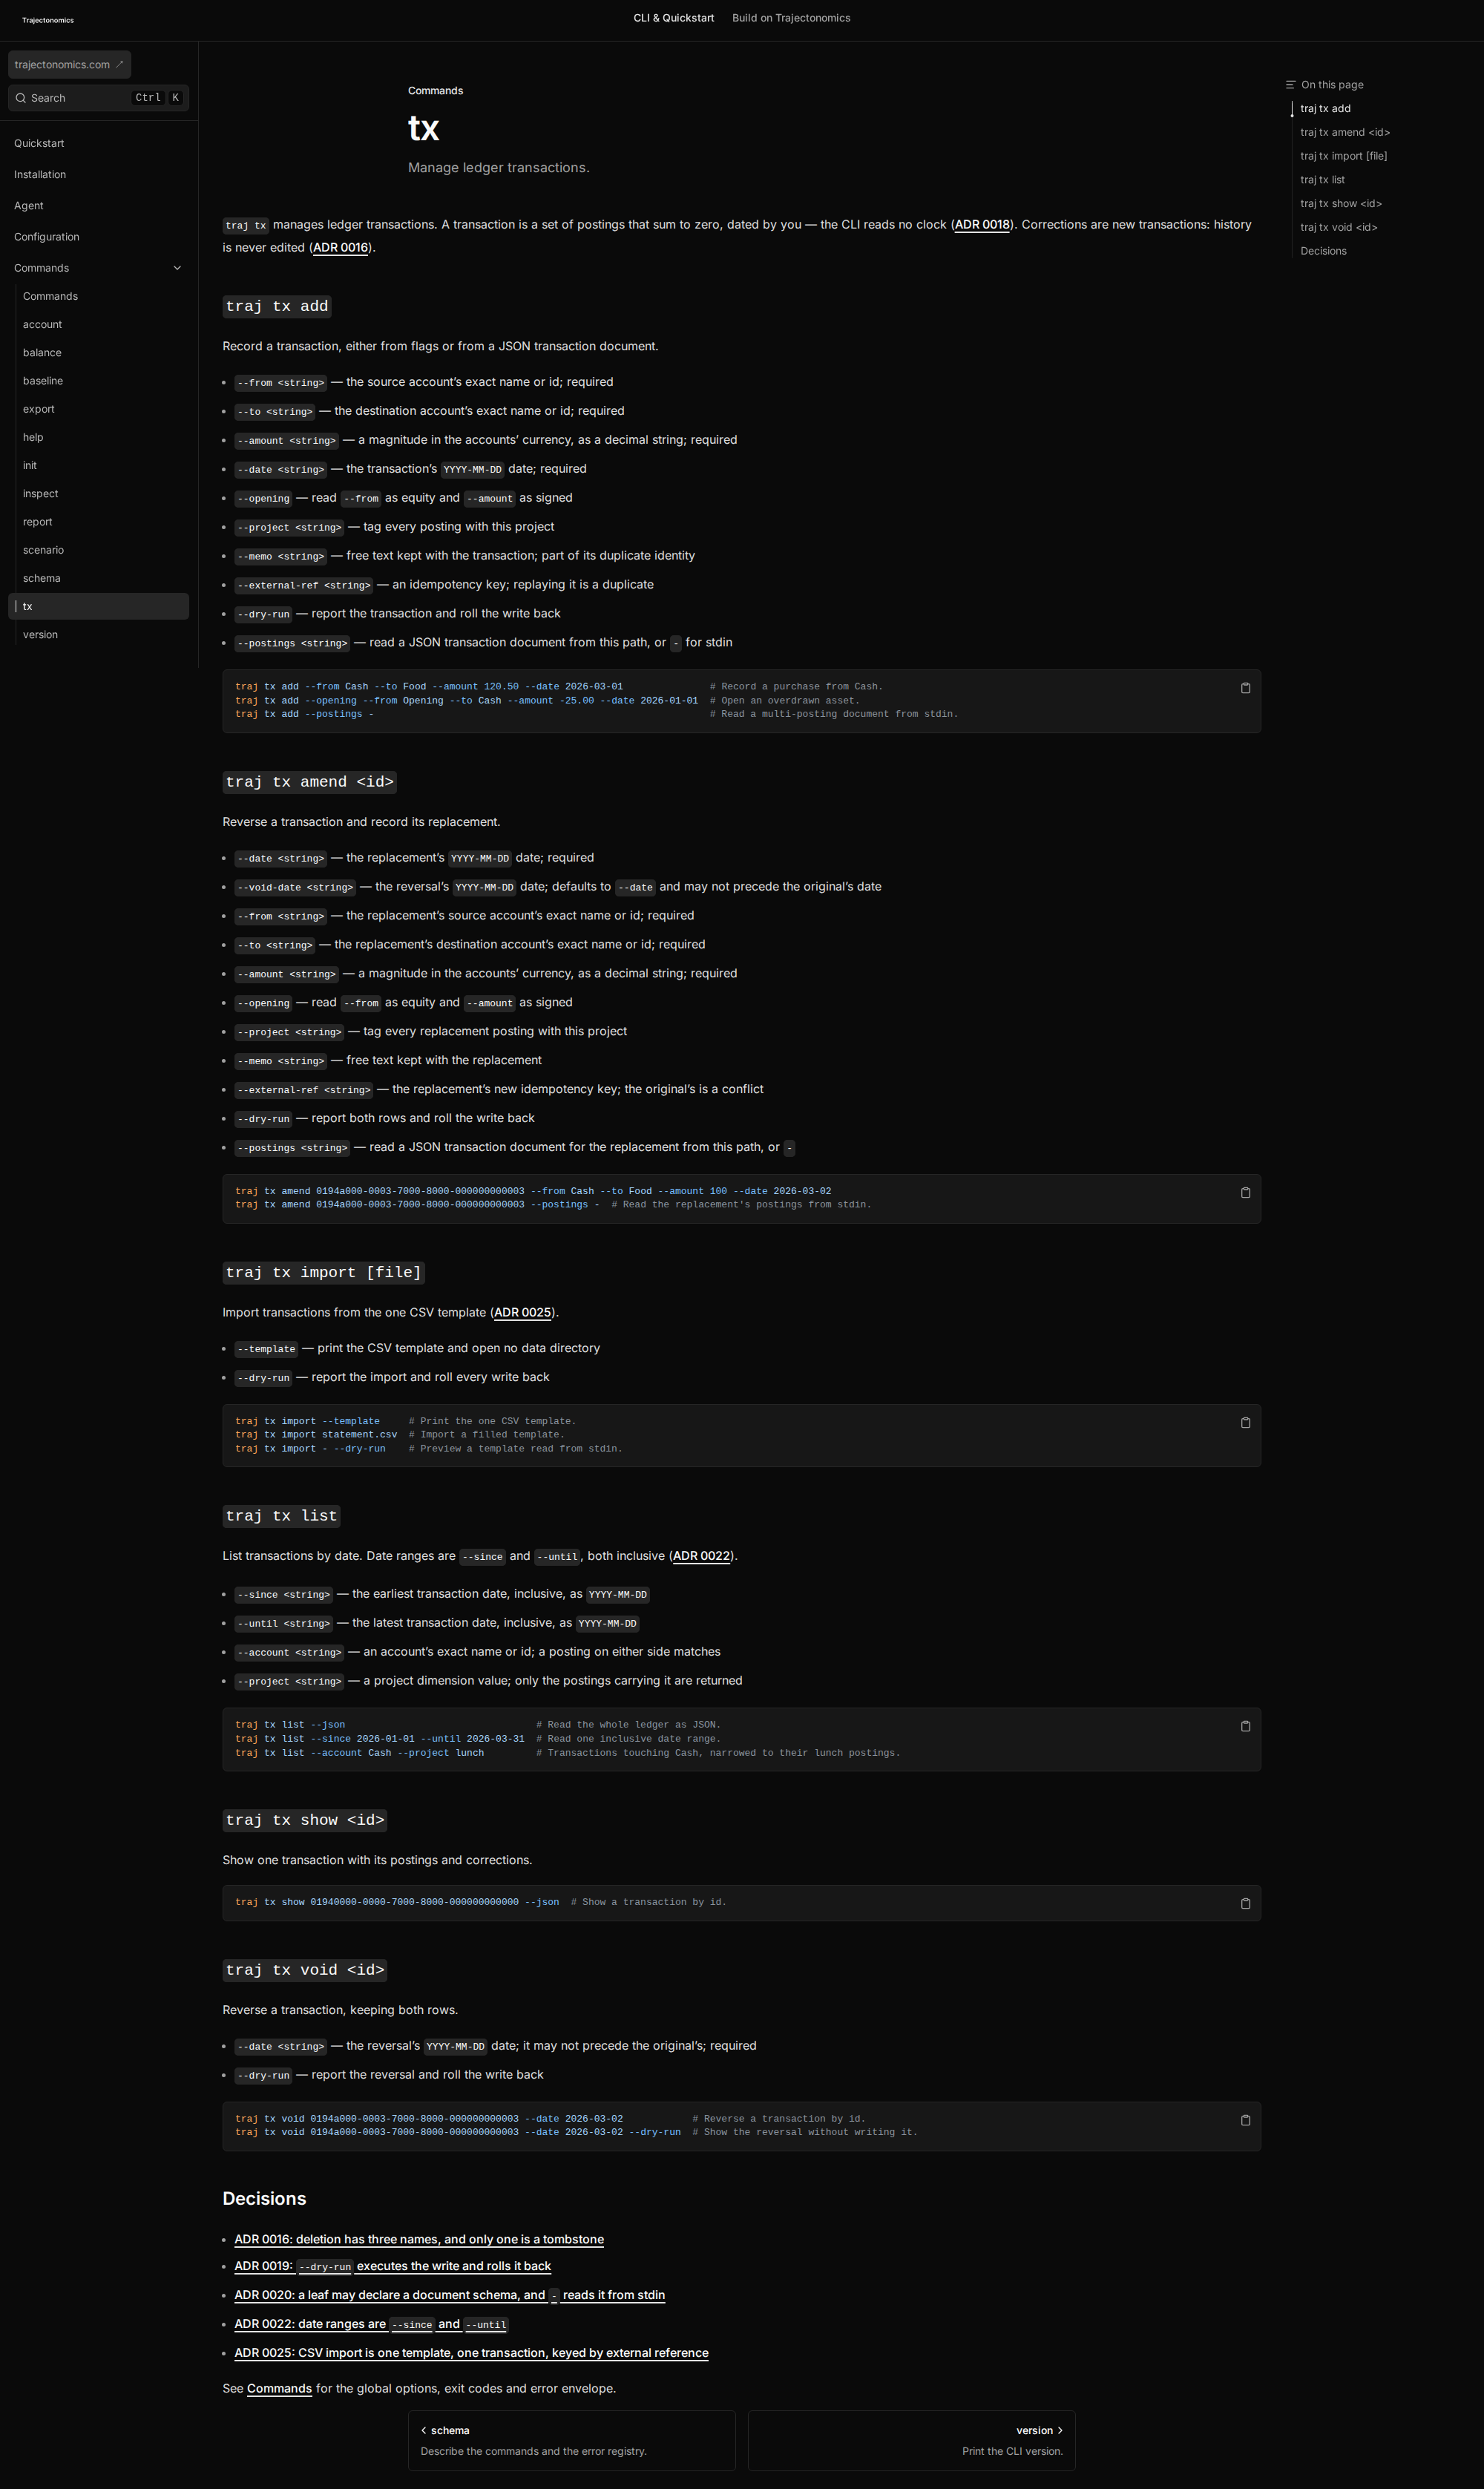 Trajectonomics
CLI & Quickstart
Build on Trajectonomics
trajectonomics.com ↗
Search
Ctrl K
Quickstart
Installation
Agent
Configuration
Commands
Commands
account
balance
baseline
export
help
init
inspect
report
scenario
schema
tx
version
Commands
tx
Manage ledger transactions.
traj tx manages ledger transactions. A transaction is a set of postings that sum to zero, dated by you — the CLI reads no clock (ADR 0018). Corrections are new transactions: history
is never edited (ADR 0016).
traj tx add
Record a transaction, either from flags or from a JSON transaction document.
--from <string> — the source account’s exact name or id; required
--to <string> — the destination account’s exact name or id; required
--amount <string> — a magnitude in the accounts’ currency, as a decimal string; required
--date <string> — the transaction’s YYYY-MM-DD date; required
--opening — read --from as equity and --amount as signed
--project <string> — tag every posting with this project
--memo <string> — free text kept with the transaction; part of its duplicate identity
--external-ref <string> — an idempotency key; replaying it is a duplicate
--dry-run — report the transaction and roll the write back
--postings <string> — read a JSON transaction document from this path, or - for stdin
traj tx add --from Cash --to Food --amount 120.50 --date 2026-03-01 # Record a purchase from Cash.
traj tx add --opening --from Opening --to Cash --amount -25.00 --date 2026-01-01 # Open an overdrawn asset.
traj tx add --postings - # Read a multi-posting document from stdin.
traj tx amend <id>
Reverse a transaction and record its replacement.
--date <string> — the replacement’s YYYY-MM-DD date; required
--void-date <string> — the reversal’s YYYY-MM-DD date; defaults to --date and may not precede the original’s date
--from <string> — the replacement’s source account’s exact name or id; required
--to <string> — the replacement’s destination account’s exact name or id; required
--amount <string> — a magnitude in the accounts’ currency, as a decimal string; required
--opening — read --from as equity and --amount as signed
--project <string> — tag every replacement posting with this project
--memo <string> — free text kept with the replacement
--external-ref <string> — the replacement’s new idempotency key; the original’s is a conflict
--dry-run — report both rows and roll the write back
--postings <string> — read a JSON transaction document for the replacement from this path, or -
traj tx amend 0194a000-0003-7000-8000-000000000003 --from Cash --to Food --amount 100 --date 2026-03-02
traj tx amend 0194a000-0003-7000-8000-000000000003 --postings - # Read the replacement's postings from stdin.
traj tx import [file]
Import transactions from the one CSV template (ADR 0025).
--template — print the CSV template and open no data directory
--dry-run — report the import and roll every write back
traj tx import --template # Print the one CSV template.
traj tx import statement.csv # Import a filled template.
traj tx import - --dry-run # Preview a template read from stdin.
traj tx list
List transactions by date. Date ranges are --since and --until, both inclusive (ADR 0022).
--since <string> — the earliest transaction date, inclusive, as YYYY-MM-DD
--until <string> — the latest transaction date, inclusive, as YYYY-MM-DD
--account <string> — an account’s exact name or id; a posting on either side matches
--project <string> — a project dimension value; only the postings carrying it are returned
traj tx list --json # Read the whole ledger as JSON.
traj tx list --since 2026-01-01 --until 2026-03-31 # Read one inclusive date range.
traj tx list --account Cash --project lunch # Transactions touching Cash, narrowed to their lunch postings.
traj tx show <id>
Show one transaction with its postings and corrections.
traj tx show 01940000-0000-7000-8000-000000000000 --json # Show a transaction by id.
traj tx void <id>
Reverse a transaction, keeping both rows.
--date <string> — the reversal’s YYYY-MM-DD date; it may not precede the original’s; required
--dry-run — report the reversal and roll the write back
traj tx void 0194a000-0003-7000-8000-000000000003 --date 2026-03-02 # Reverse a transaction by id.
traj tx void 0194a000-0003-7000-8000-000000000003 --date 2026-03-02 --dry-run # Show the reversal without writing it.
Decisions
ADR 0016: deletion has three names, and only one is a tombstone
ADR 0019: --dry-run executes the write and rolls it back
ADR 0020: a leaf may declare a document schema, and - reads it from stdin
ADR 0022: date ranges are --since and --until
ADR 0025: CSV import is one template, one transaction, keyed by external reference
See Commands for the global options, exit codes and error envelope.
schema
Describe the commands and the error registry.
version
Print the CLI version.
On this page
traj tx add
traj tx amend <id>
traj tx import [file]
traj tx list
traj tx show <id>
traj tx void <id>
Decisions